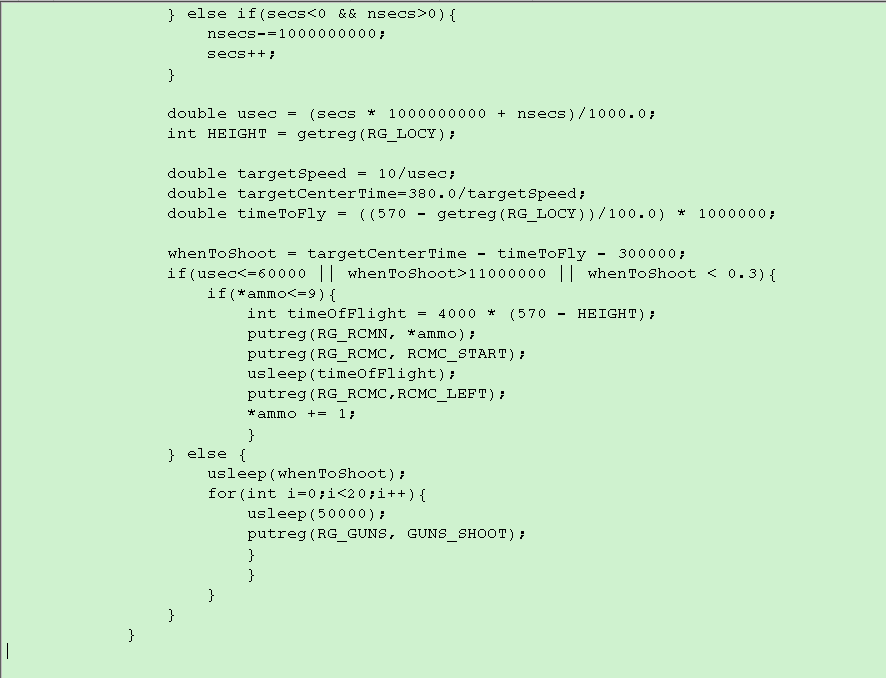 } else if(secs<0 && nsecs>0){
nsecs-=1000000000;
secs++;
}
double usec = (secs * 1000000000 + nsecs)/1000.0;
int HEIGHT = getreg(RG_LOCY);
double targetSpeed = 10/usec;
double targetCenterTime=380.0/targetSpeed;
double timeToFly = ((570 - getreg(RG_LOCY))/100.0) * 1000000;
whenToShoot = targetCenterTime - timeToFly - 300000;
if(usec<=60000 || whenToShoot>11000000 || whenToShoot < 0.3){
if(*ammo<=9){
int timeOfFlight = 4000 * (570 - HEIGHT);
putreg(RG_RCMN, *ammo);
putreg(RG_RCMC, RCMC_START);
usleep(timeOfFlight);
putreg(RG_RCMC,RCMC_LEFT);
*ammo += 1;
}
} else {
usleep(whenToShoot);
for(int i=0;i<20;i++){
usleep(50000);
putreg(RG_GUNS, GUNS_SHOOT);
}
}
}
}
}